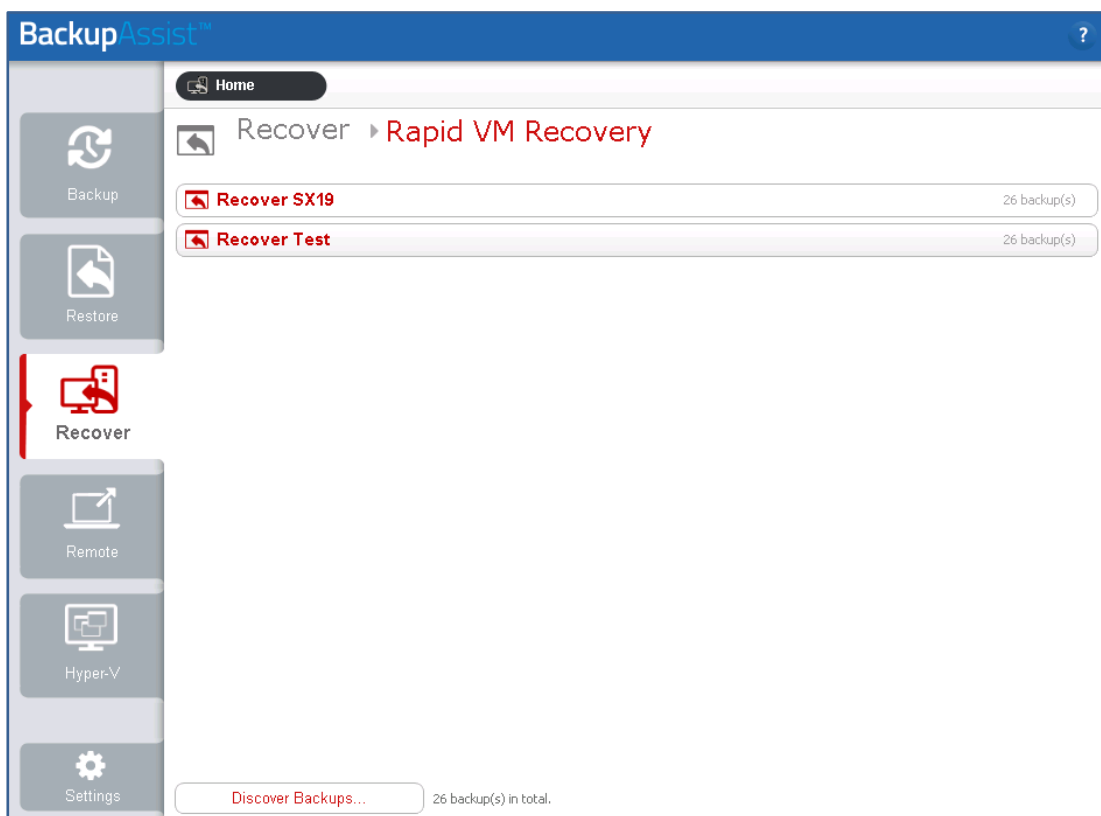 BackupAssist™
?
Home
Recover Rapid VM Recovery
Backup
Recover SX19 26 backup(s)
Recover Test 26 backup(s)
Restore
Recover
Remote
Hyper-V
Settings
Discover Backups... 26 backup(s) in total.